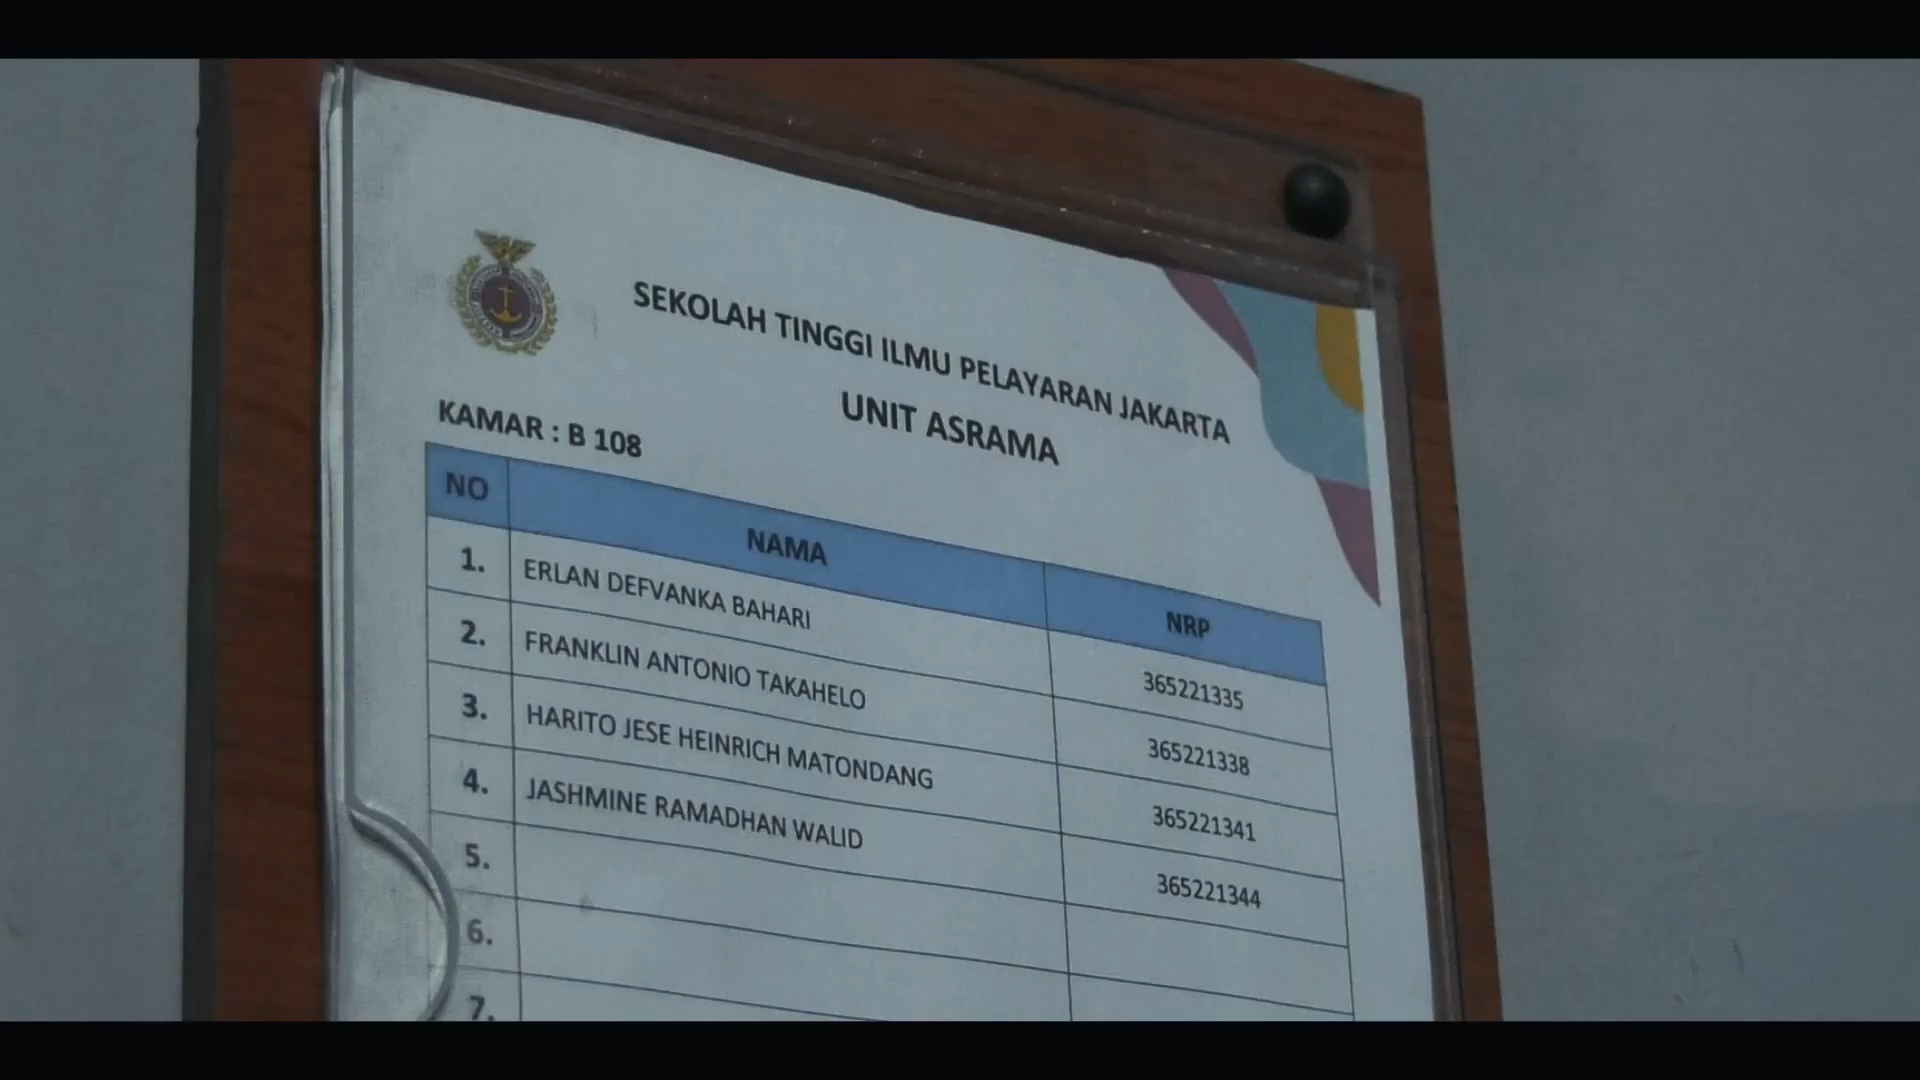 SEKOLAH TINGGI ILMU PELAYARAN JAKARTA
UNIT ASRAMA
KAMAR : B 108
NO NAMA NRP
1. ERLAN DEFVANKA BAHARI 365221335
2. FRANKLIN ANTONIO TAKAHELO 365221338
3. HARITO JESE HEINRICH MATONDANG 365221341
4. JASHMINE RAMADHAN WALID 365221344
5.
6.
7.